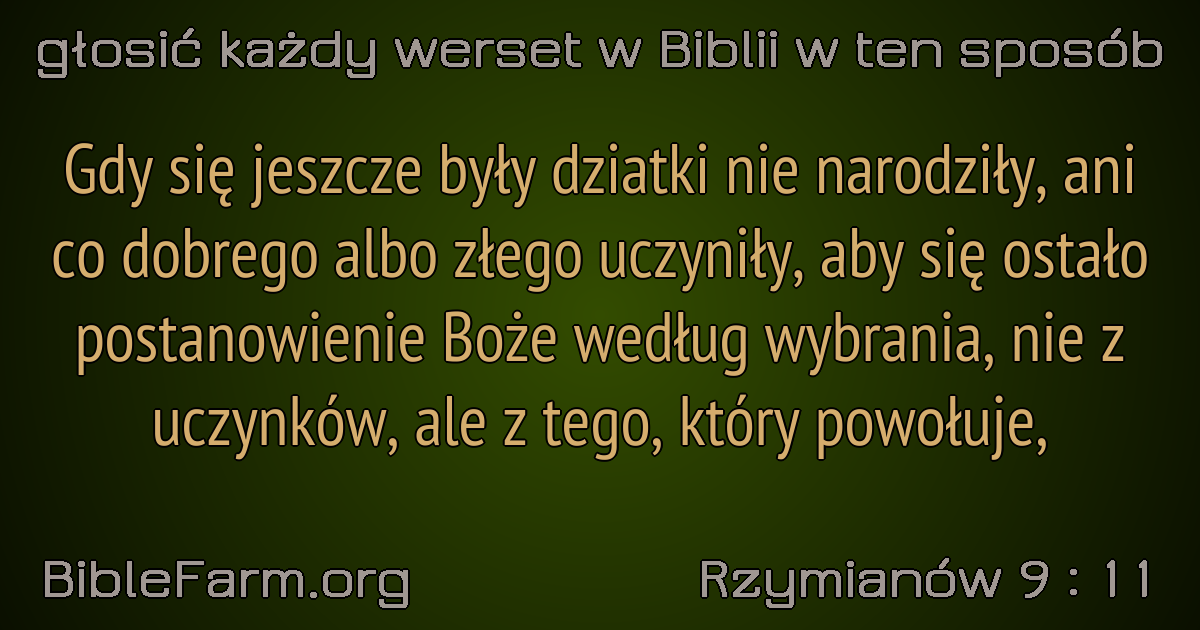 głosić każdy werset w Biblii w ten sposób
Gdy się jeszcze były dziatki nie narodziły, ani
co dobrego albo złego uczyniły, aby się ostało
postanowienie Boże według wybrania, nie z
uczynków, ale z tego, który powołuje,
BibleFarm.org
Rzymianów 9 : 11